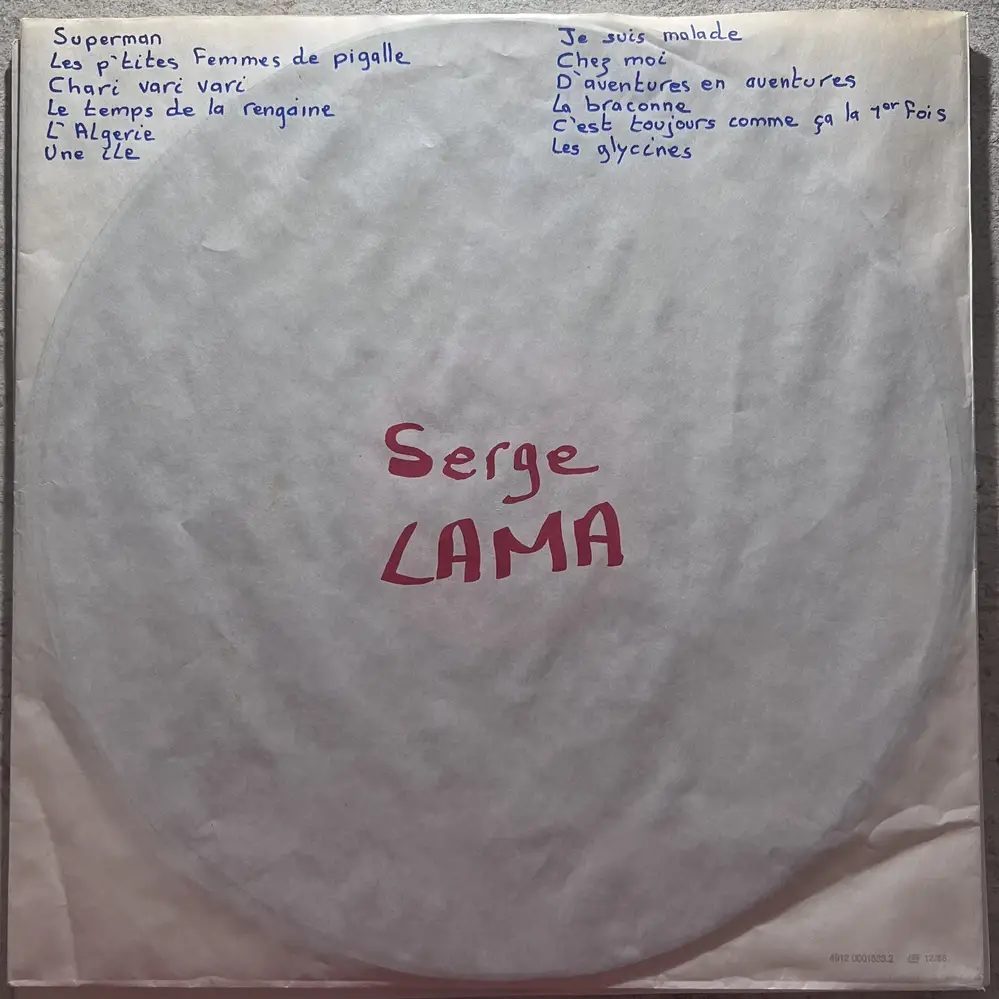 Superman
Les p'tites Femmes de pigalle
Chari vari vari
Le temps de la rengaine
L'Algerie
Une île
Je suis malade
Chez moi
D'aventures en aventures
La braconne
C'est toujours comme ça la 1er fois
Les glycines
Serge
LAMA